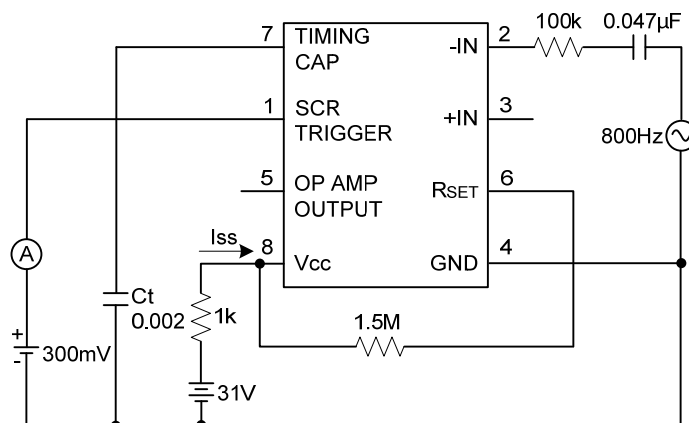 7
TIMING
CAP
-IN
2
100k
0.047μF
1
SCR
TRIGGER
+IN
3
800Hz
5
OP AMP
OUTPUT
RSET
6
Iss
8
Vcc
GND
4
A
Ct
0.002
1k
1.5M
+
-
300mV
31V